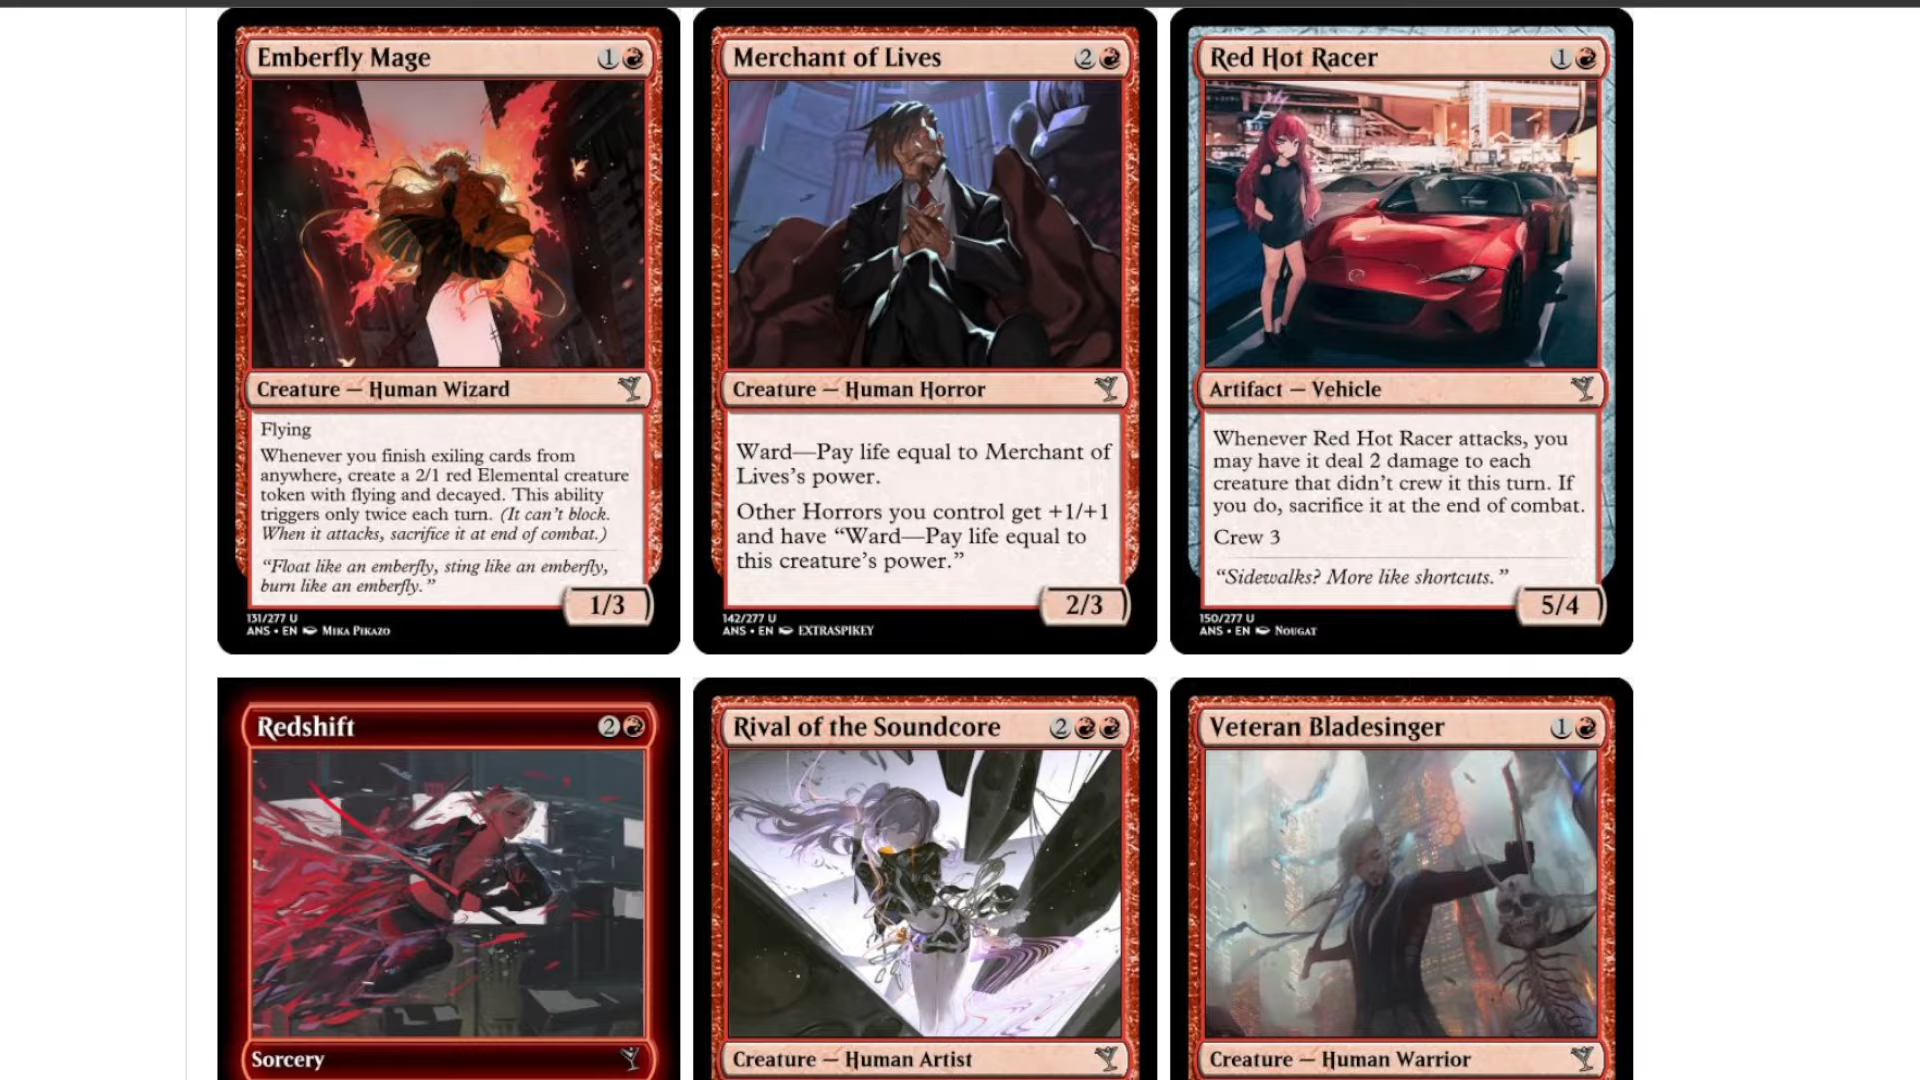 Emberfly Mage 1
Creature — Human Wizard
Flying
Whenever you finish exiling cards from
anywhere, create a 2/1 red Elemental creature
token with flying and decayed. This ability
triggers only twice each turn. (It can't block.
When it attacks, sacrifice it at end of combat.)
"Float like an emberfly, sting like an emberfly,
burn like an emberfly."
1/3
131/277 U
ANS • EN MIKA PIKAZO
Merchant of Lives 2
Creature — Human Horror
Ward—Pay life equal to Merchant of
Lives's power.
Other Horrors you control get +1/+1
and have "Ward—Pay life equal to
this creature's power."
2/3
142/277 U
ANS • EN EXTRASPIKEY
Red Hot Racer 1
Artifact — Vehicle
Whenever Red Hot Racer attacks, you
may have it deal 2 damage to each
creature that didn't crew it this turn. If
you do, sacrifice it at the end of combat.
Crew 3
"Sidewalks? More like shortcuts."
5/4
150/277 U
ANS • EN NOUGAT
Redshift 2
Sorcery
Rival of the Soundcore 2
Creature — Human Artist
Veteran Bladesinger 1
Creature — Human Warrior